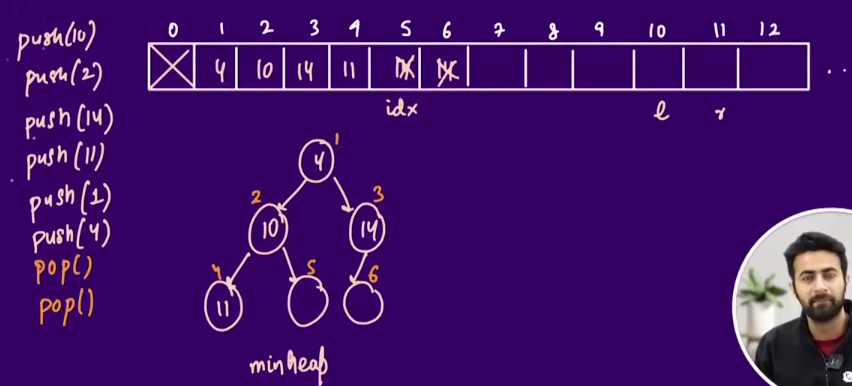 push(10)
push(2)
push(14)
push(11)
push(1)
push(4)
pop()
pop()
0 1 2 3 4 5 6 7 8 9 10 11 12
4 10 14 11 ..
idx l r
1
4
2 3
10 14
4 5 6
11
minheap